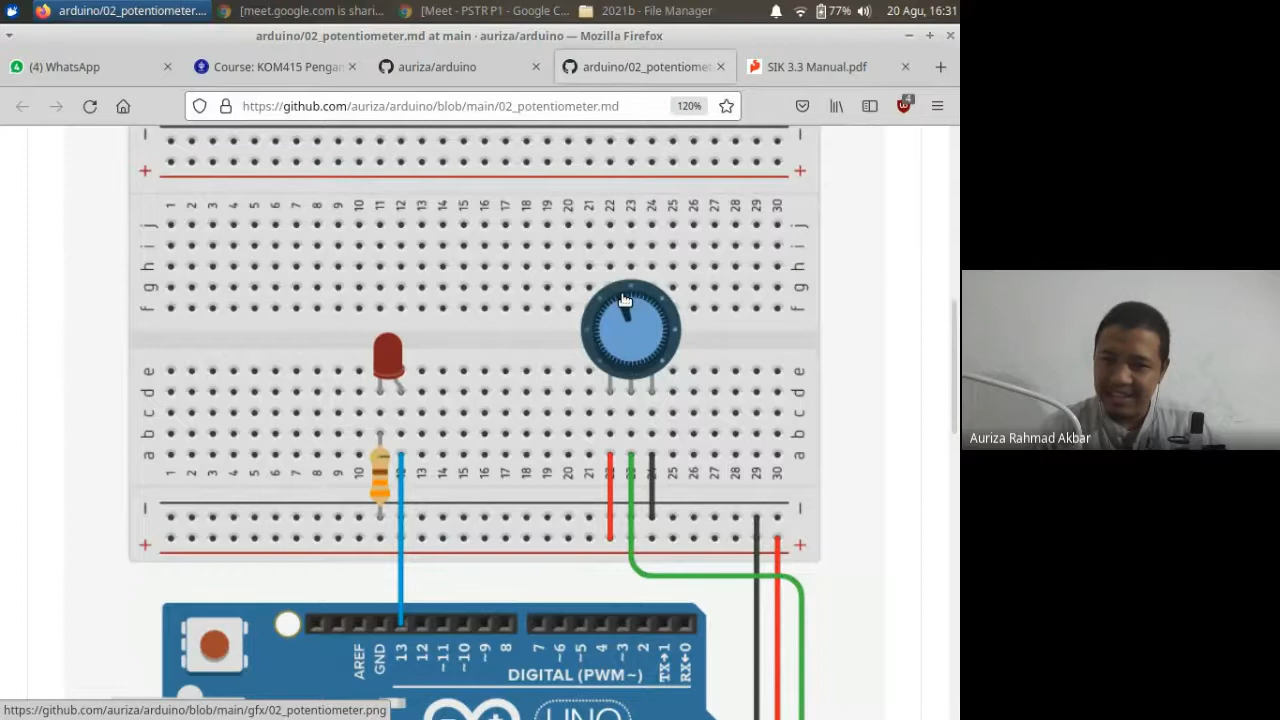 arduino/02_potentiometer....
[meet.google.com is shari...
[Meet - PSTR P1 - Google C...
2021b - File Manager
77%
20 Agu, 16:31
arduino/02_potentiometer.md at main · auriza/arduino — Mozilla Firefox
(4) WhatsApp
Course: KOM415 Pengan
auriza/arduino
arduino/02_potentiomet
SIK 3.3 Manual.pdf
https://github.com/auriza/arduino/blob/main/02_potentiometer.md
120%
4
− −
+ +
1 2 3 4 5 6 7 8 9 10 11 12 13 14 15 16 17 18 19 20 21 22 23 24 25 26 27 28 29 30
j j
i i
h h
g g
f f
e e
d d
c c
b b
a a
1 2 3 4 5 6 7 8 9 10 13 14 15 16 17 18 19 20 21 25 26 27 28 29 30
− −
+ +
AREF
GND
13
12
~11
~10
~9
8
7
~6
~5
4
~3
2
TX→1
RX←0
DIGITAL (PWM~)
UNO
https://github.com/auriza/arduino/blob/main/gfx/02_potentiometer.png
Auriza Rahmad Akbar